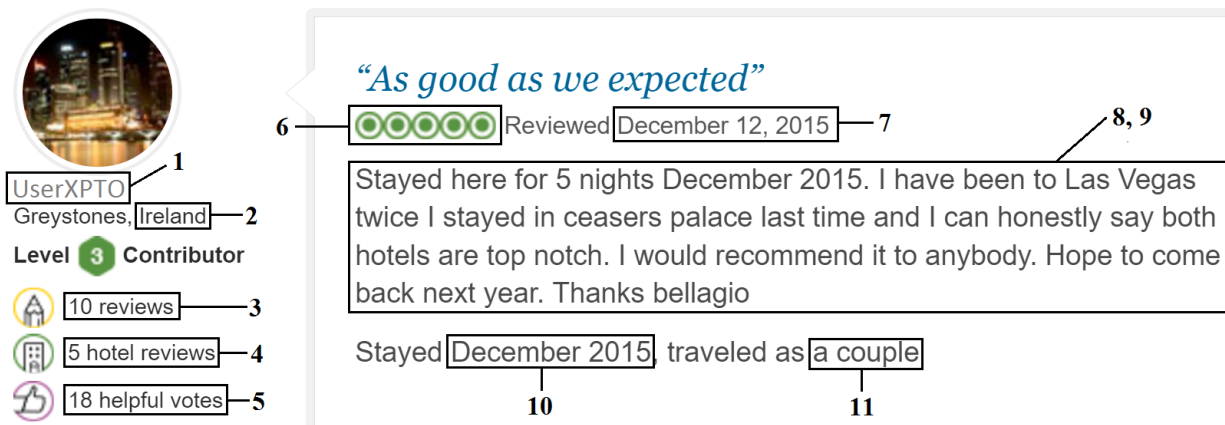 “As good as we expected”
6 Reviewed December 12, 2015 7
8, 9
1
UserXPTO
Greystones, Ireland 2
Level 3 Contributor
10 reviews 3
5 hotel reviews 4
18 helpful votes 5
Stayed here for 5 nights December 2015. I have been to Las Vegas
twice I stayed in ceasers palace last time and I can honestly say both
hotels are top notch. I would recommend it to anybody. Hope to come
back next year. Thanks bellagio
Stayed December 2015, traveled as a couple
10 11